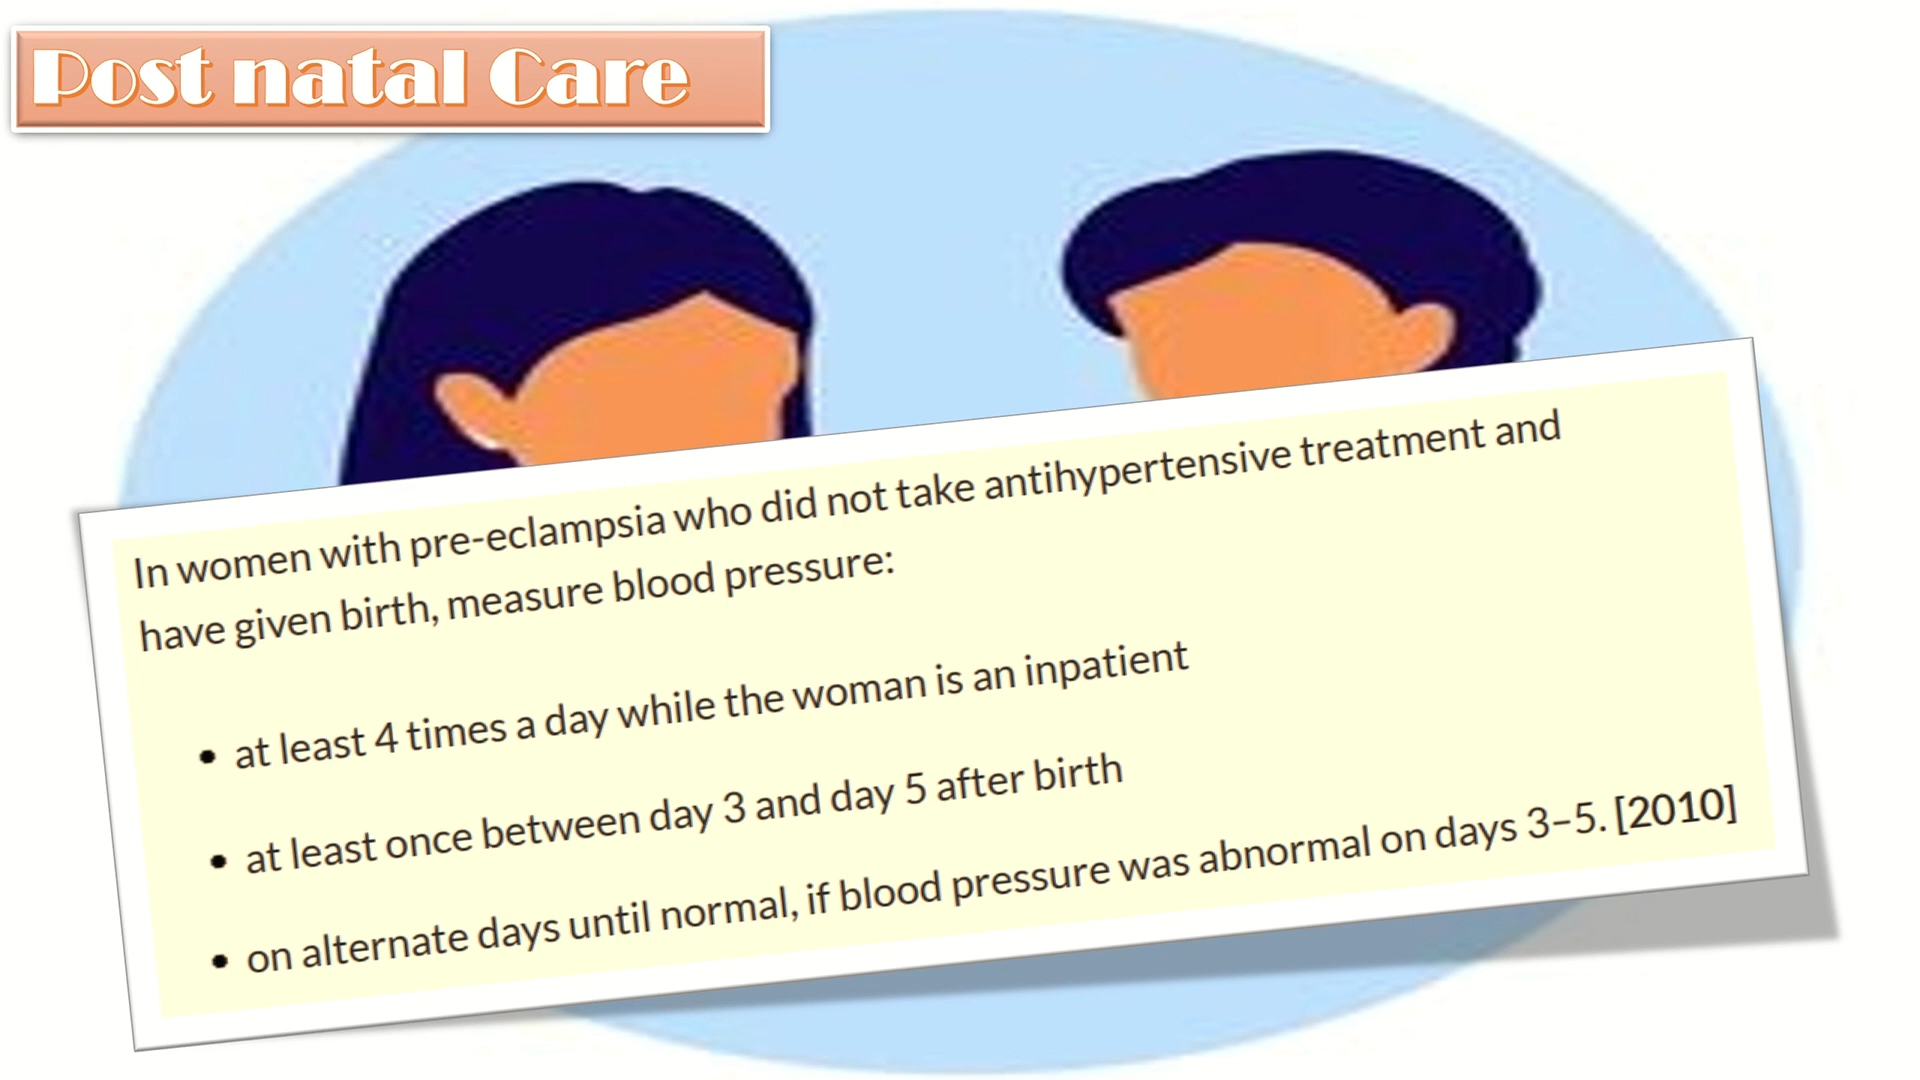 Post natal Care
In women with pre-eclampsia who did not take antihypertensive treatment and
have given birth, measure blood pressure:
• at least 4 times a day while the woman is an inpatient
• at least once between day 3 and day 5 after birth
• on alternate days until normal, if blood pressure was abnormal on days 3–5. [2010]